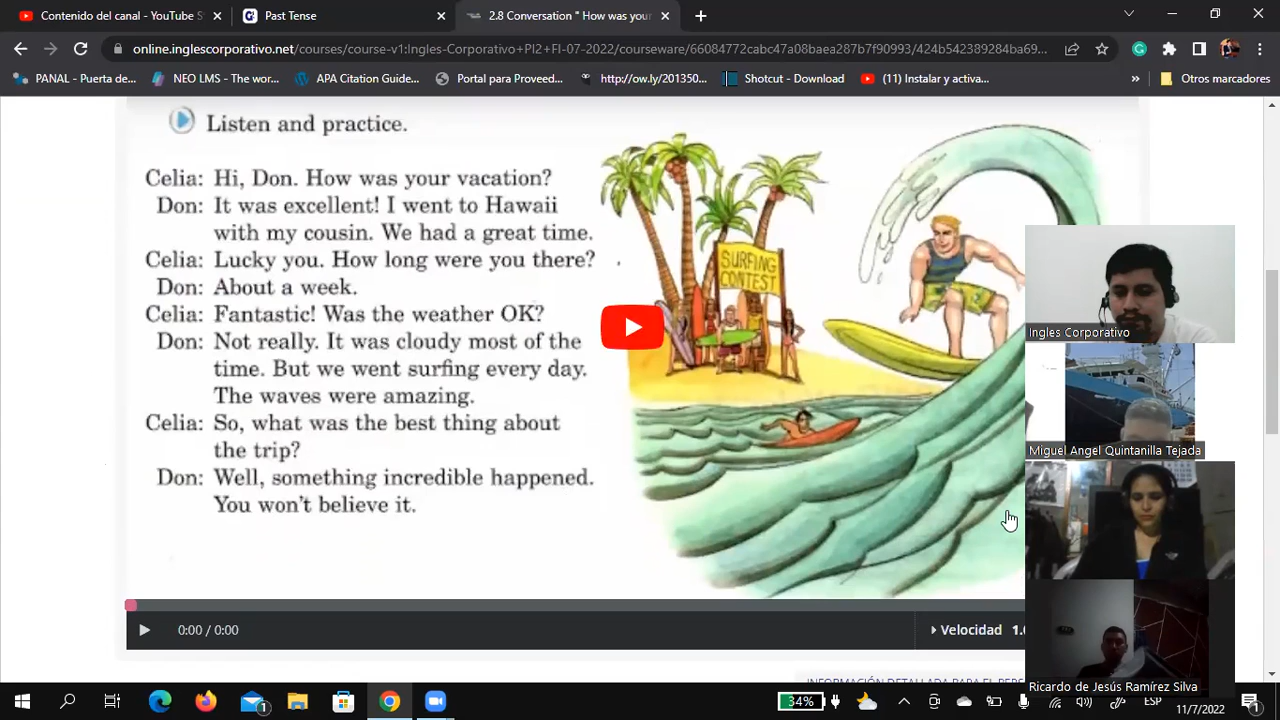 Contenido del canal - YouTube S
Past Tense
2.8 Conversation " How was your
online.inglescorporativo.net/courses/course-v1:Ingles-Corporativo+PI2+FI-07-2022/courseware/66084772cabc47a08baea287b7f90993/424b542389284ba69...
PANAL - Puerta de...
NEO LMS - The wor...
APA Citation Guide...
Portal para Proveed...
http://ow.ly/201350...
Shotcut - Download
(11) Instalar y activa...
»
Otros marcadores
Listen and practice.
Celia: Hi, Don. How was your vacation?
Don: It was excellent! I went to Hawaii
with my cousin. We had a great time.
Celia: Lucky you. How long were you there?
Don: About a week.
Celia: Fantastic! Was the weather OK?
Don: Not really. It was cloudy most of the
time. But we went surfing every day.
The waves were amazing.
Celia: So, what was the best thing about
the trip?
Don: Well, something incredible happened.
You won't believe it.
SURFING
CONTEST
Ingles Corporativo
Miguel Angel Quintanilla Tejada
Ricardo de Jesús Ramírez Silva
0:00 / 0:00
Velocidad 1.0
34%
ESP
11/7/2022